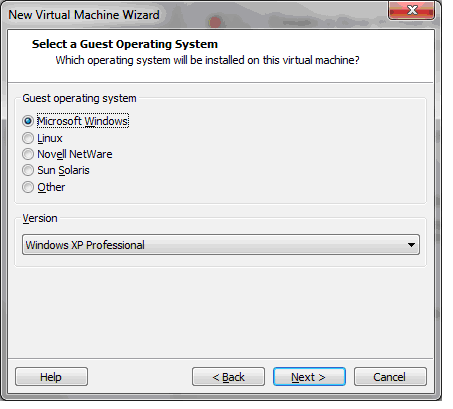 New Virtual Machine Wizard
Select a Guest Operating System
Which operating system will be installed on this virtual machine?
Guest operating system
Microsoft Windows
Linux
Novell NetWare
Sun Solaris
Other
Version
Windows XP Professional
Help
< Back
Next >
Cancel